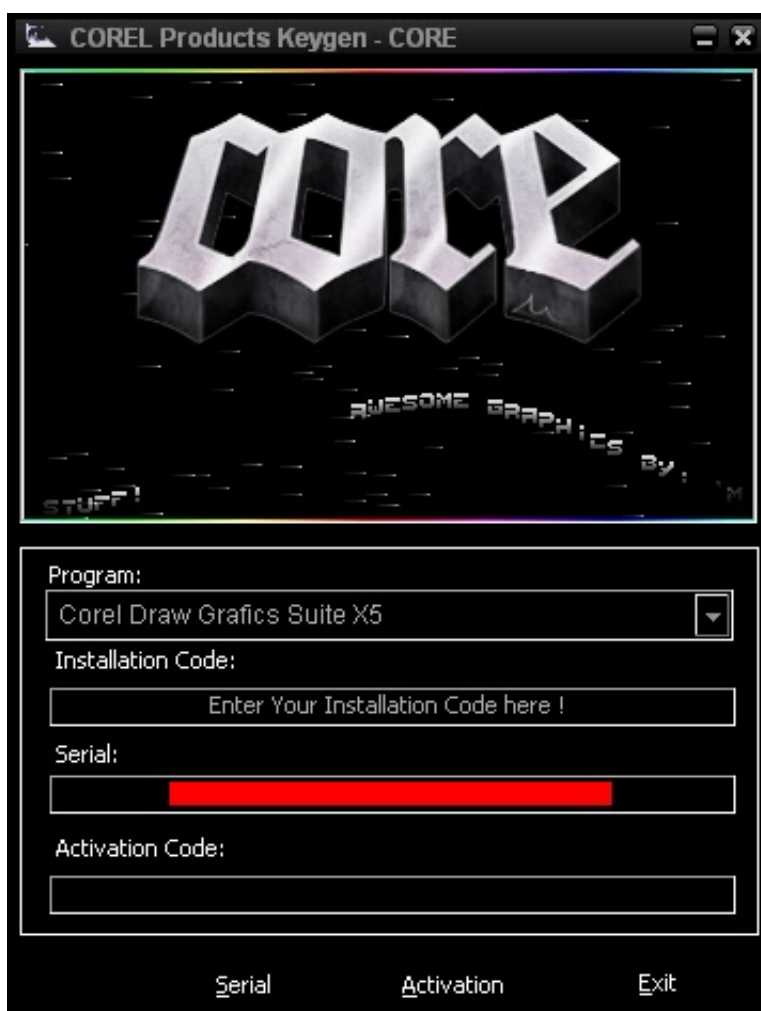 COREL Products Keygen - CORE
core
AWESOME GRAPHiCS BY: 'M
STUFF!
Program:
Corel Draw Grafics Suite X5
Installation Code:
Enter Your Installation Code here !
Serial:
Activation Code:
Serial Activation Exit